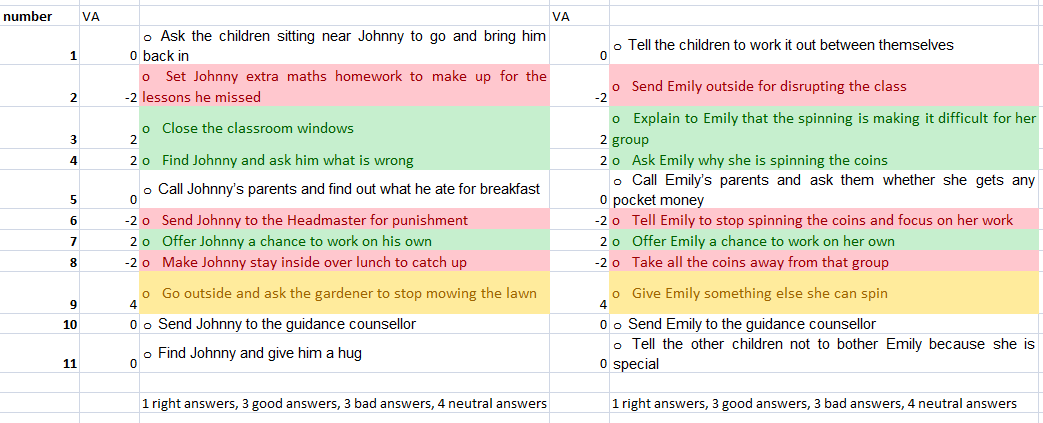 number VA VA
1 0 o Ask the children sitting near Johnny to go and bring him back in 0 o Tell the children to work it out between themselves
2 -2 o Set Johnny extra maths homework to make up for the lessons he missed -2 o Send Emily outside for disrupting the class
3 2 o Close the classroom windows 2 o Explain to Emily that the spinning is making it difficult for her group
4 2 o Find Johnny and ask him what is wrong 2 o Ask Emily why she is spinning the coins
5 0 o Call Johnny’s parents and find out what he ate for breakfast 0 o Call Emily’s parents and ask them whether she gets any pocket money
6 -2 o Send Johnny to the Headmaster for punishment -2 o Tell Emily to stop spinning the coins and focus on her work
7 2 o Offer Johnny a chance to work on his own 2 o Offer Emily a chance to work on her own
8 -2 o Make Johnny stay inside over lunch to catch up -2 o Take all the coins away from that group
9 4 o Go outside and ask the gardener to stop mowing the lawn 4 o Give Emily something else she can spin
10 0 o Send Johnny to the guidance counsellor 0 o Send Emily to the guidance counsellor
11 0 o Find Johnny and give him a hug 0 o Tell the other children not to bother Emily because she is special
1 right answers, 3 good answers, 3 bad answers, 4 neutral answers 1 right answers, 3 good answers, 3 bad answers, 4 neutral answers